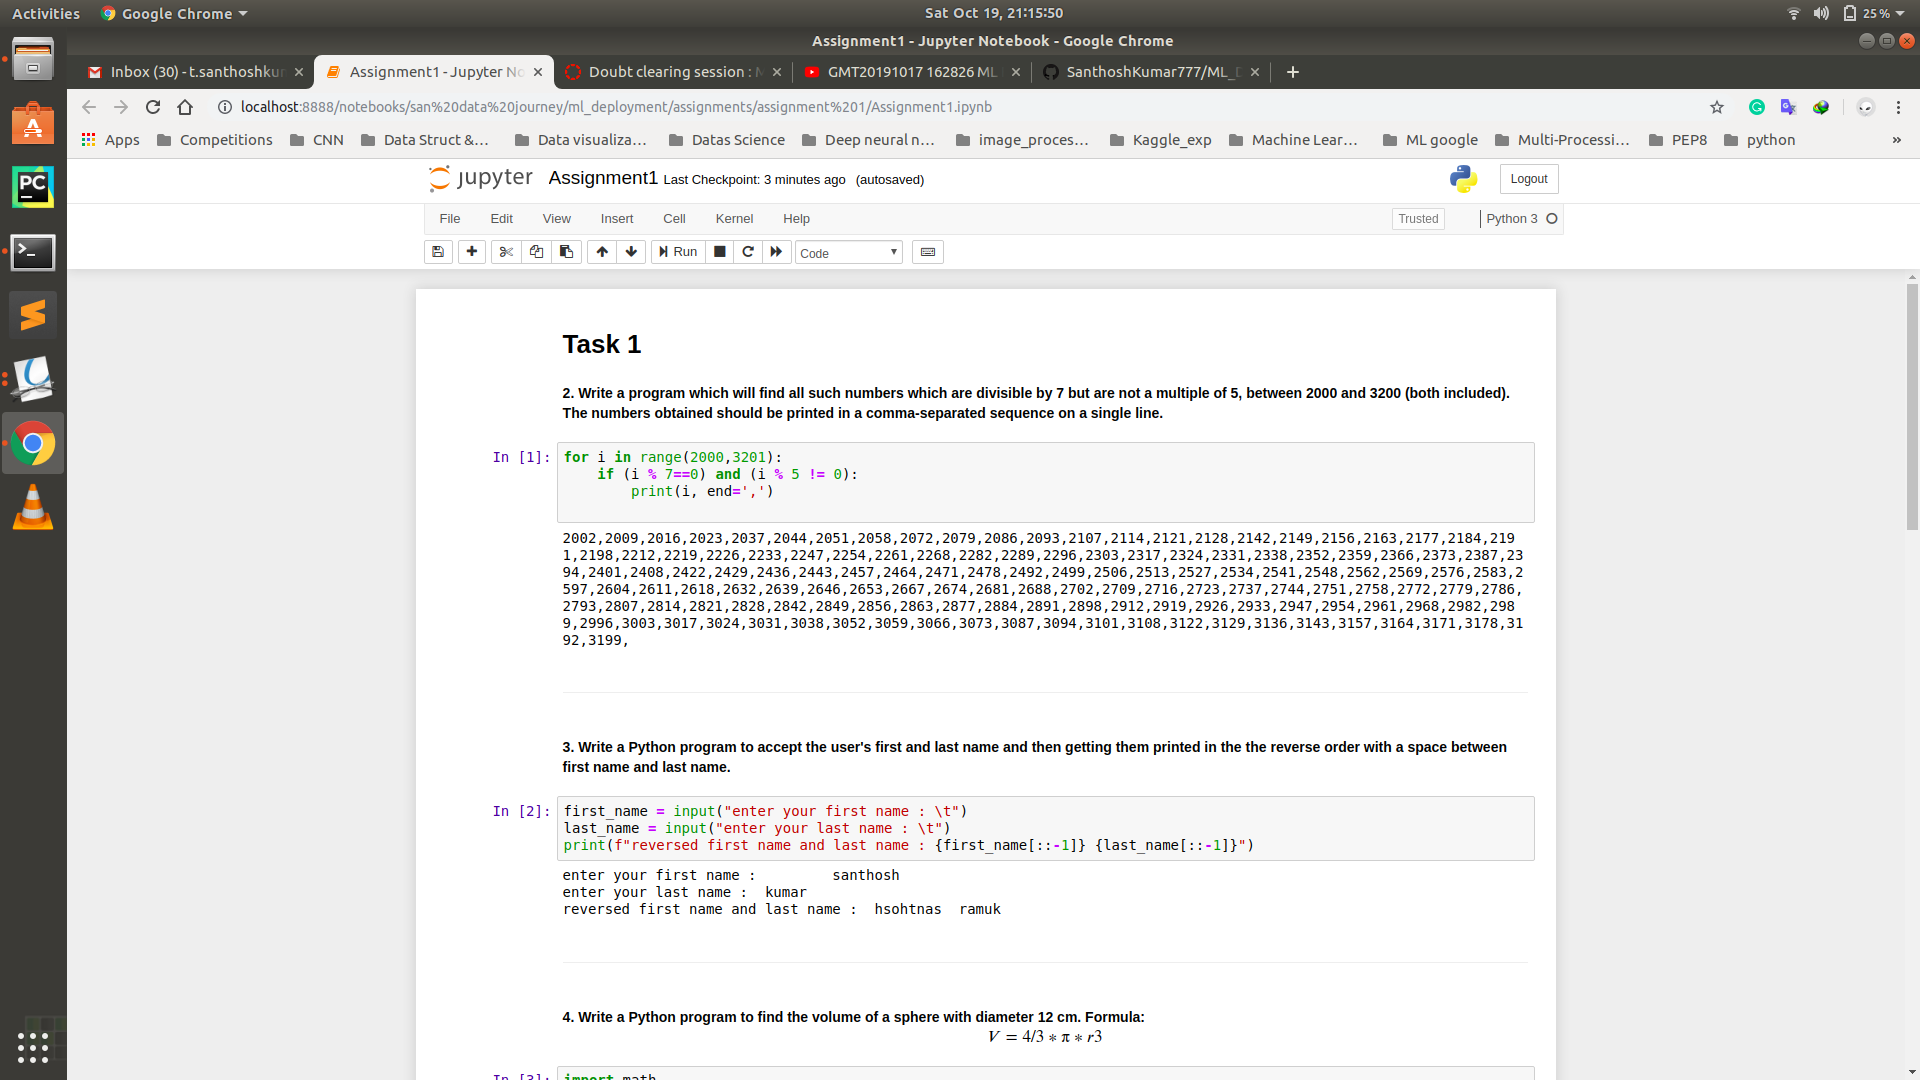 Activities
Google Chrome
Sat Oct 19, 21:15:50
25%
Assignment1 - Jupyter Notebook - Google Chrome
Inbox (30) - t.santhoshkur
Assignment1 - Jupyter No
Doubt clearing session :
GMT20191017 162826 ML
SanthoshKumar777/ML_D
localhost:8888/notebooks/san%20data%20journey/ml_deployment/assignments/assignment%201/Assignment1.ipynb
Apps
Competitions
CNN
Data Struct &...
Data visualiza...
Datas Science
Deep neural n...
image_proces...
Kaggle_exp
Machine Lear...
ML google
Multi-Processi...
PEP8
python
»
jupyter
Assignment1 Last Checkpoint: 3 minutes ago (autosaved)
Logout
File Edit View Insert Cell Kernel Help
Trusted
Python 3
Run
Code
PC
Task 1
2. Write a program which will find all such numbers which are divisible by 7 but are not a multiple of 5, between 2000 and 3200 (both included).
The numbers obtained should be printed in a comma-separated sequence on a single line.
In [1]:
for i in range(2000,3201):
    if (i % 7==0) and (i % 5 != 0):
        print(i, end=',')
2002,2009,2016,2023,2037,2044,2051,2058,2072,2079,2086,2093,2107,2114,2121,2128,2142,2149,2156,2163,2177,2184,219
1,2198,2212,2219,2226,2233,2247,2254,2261,2268,2282,2289,2296,2303,2317,2324,2331,2338,2352,2359,2366,2373,2387,23
94,2401,2408,2422,2429,2436,2443,2457,2464,2471,2478,2492,2499,2506,2513,2527,2534,2541,2548,2562,2569,2576,2583,2
597,2604,2611,2618,2632,2639,2646,2653,2667,2674,2681,2688,2702,2709,2716,2723,2737,2744,2751,2758,2772,2779,2786,
2793,2807,2814,2821,2828,2842,2849,2856,2863,2877,2884,2891,2898,2912,2919,2926,2933,2947,2954,2961,2968,2982,298
9,2996,3003,3017,3024,3031,3038,3052,3059,3066,3073,3087,3094,3101,3108,3122,3129,3136,3143,3157,3164,3171,3178,31
92,3199,
3. Write a Python program to accept the user's first and last name and then getting them printed in the the reverse order with a space between
first name and last name.
In [2]:
first_name = input("enter your first name : \t")
last_name = input("enter your last name : \t")
print(f"reversed first name and last name : {first_name[::-1]} {last_name[::-1]}")
enter your first name :         santhosh
enter your last name :  kumar
reversed first name and last name :  hsohtnas  ramuk
4. Write a Python program to find the volume of a sphere with diameter 12 cm. Formula:
V = 4/3 ∗ π ∗ r3
In [3]:
import math